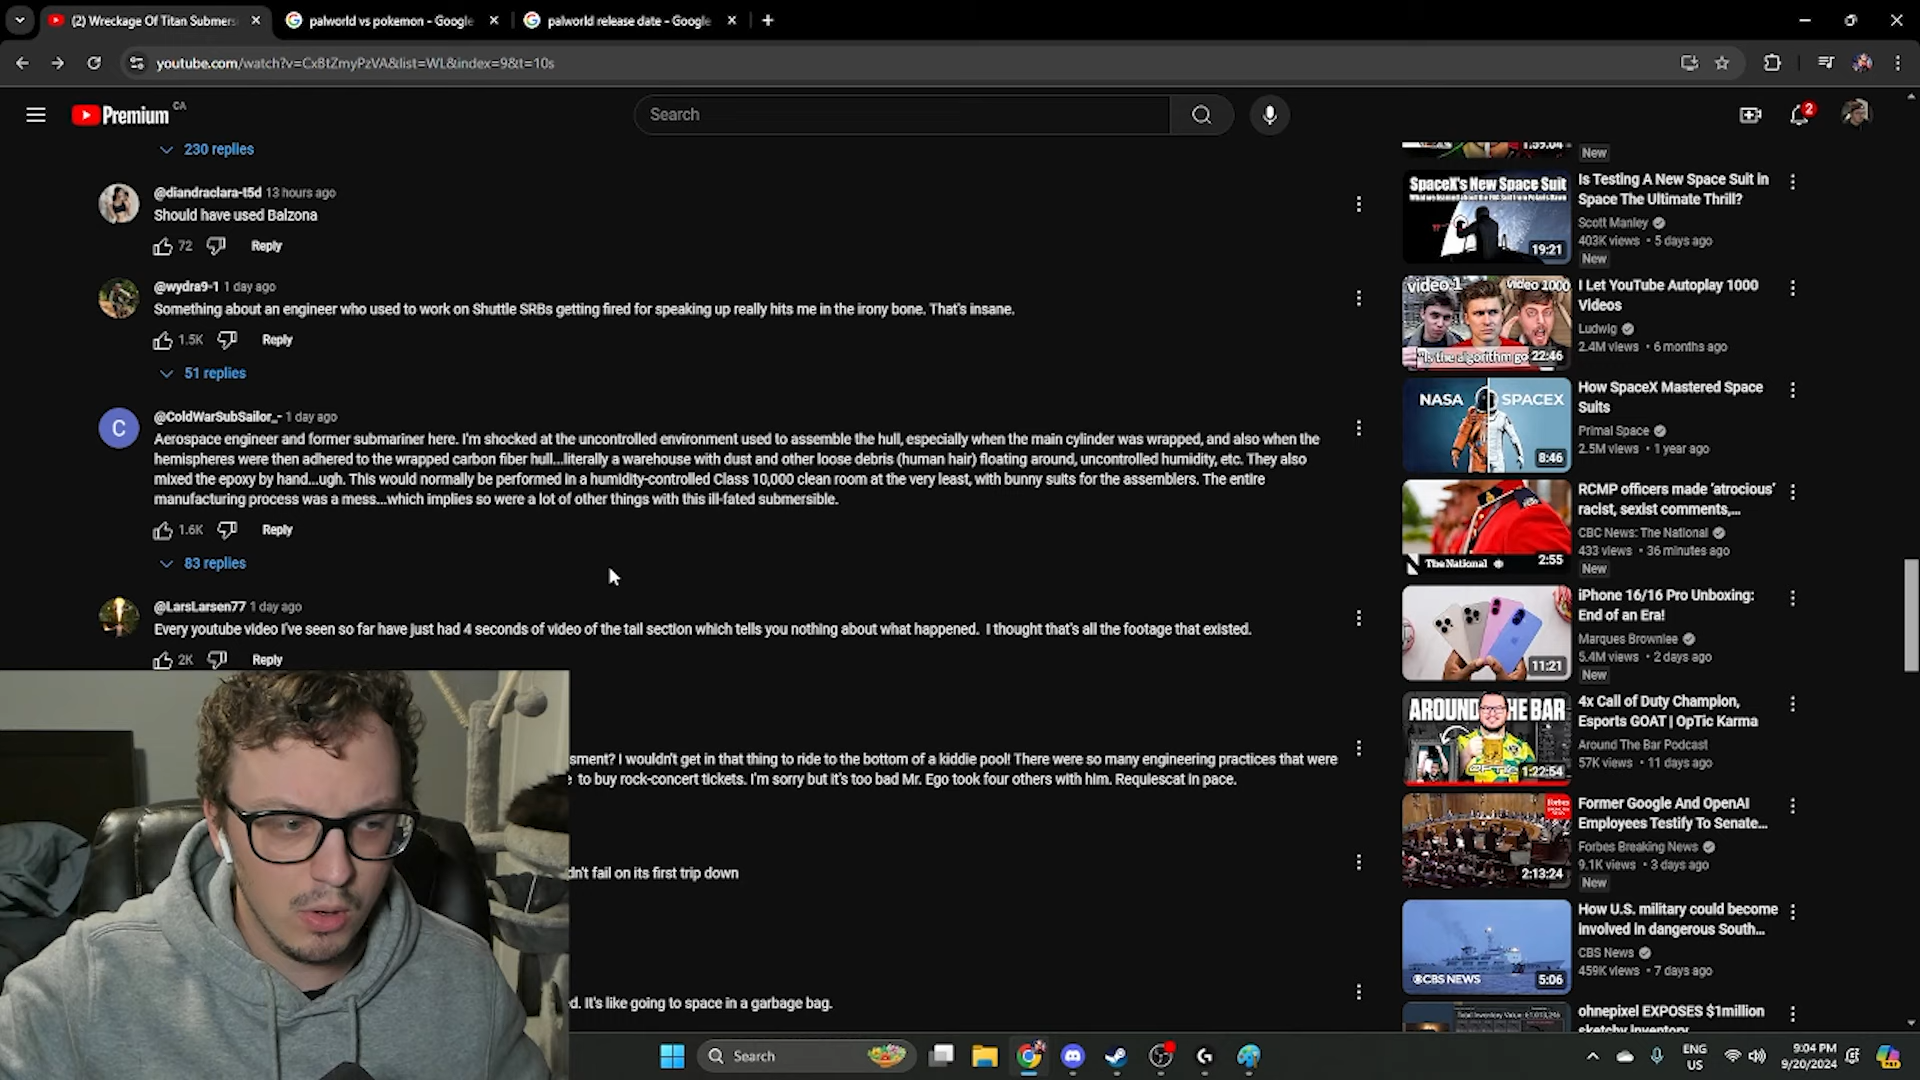 (2) Wreckage Of Titan Submers
palworld vs pokemon - Google
palworld release date - Google
youtube.com/watch?v=CxBtZmyPzVA&list=WL&index=9&t=10s
Premium CA
Search
2
230 replies
@diandraclara-t5d 13 hours ago
Should have used Balzona
72 Reply
@wydra9-1 1 day ago
Something about an engineer who used to work on Shuttle SRBs getting fired for speaking up really hits me in the irony bone. That's insane.
1.5K Reply
51 replies
C
@ColdWarSubSailor_- 1 day ago
Aerospace engineer and former submariner here. I'm shocked at the uncontrolled environment used to assemble the hull, especially when the main cylinder was wrapped, and also when the
hemispheres were then adhered to the wrapped carbon fiber hull...literally a warehouse with dust and other loose debris (human hair) floating around, uncontrolled humidity, etc. They also
mixed the epoxy by hand...ugh. This would normally be performed in a humidity-controlled Class 10,000 clean room at the very least, with bunny suits for the assemblers. The entire
manufacturing process was a mess...which implies so were a lot of other things with this ill-fated submersible.
1.6K Reply
83 replies
@LarsLarsen77 1 day ago
Every youtube video I've seen so far have just had 4 seconds of video of the tail section which tells you nothing about what happened. I thought that's all the footage that existed.
2K Reply
sment? I wouldn't get in that thing to ride to the bottom of a kiddie pool! There were so many engineering practices that were
to buy rock-concert tickets. I'm sorry but it's too bad Mr. Ego took four others with him. Requiescat in pace.
dn't fail on its first trip down
d. It's like going to space in a garbage bag.
1:59:04
New
SpaceX's New Space Suit
19:21
Is Testing A New Space Suit in
Space The Ultimate Thrill?
Scott Manley
403K views • 5 days ago
New
video 1
video 1000
"Is the algorithm go
22:46
I Let YouTube Autoplay 1000
Videos
Ludwig
2.4M views • 6 months ago
NASA SPACEX
8:46
How SpaceX Mastered Space
Suits
Primal Space
2.5M views • 1 year ago
The National
2:55
RCMP officers made 'atrocious'
racist, sexist comments,...
CBC News: The National
433 views • 36 minutes ago
New
11:21
iPhone 16/16 Pro Unboxing:
End of an Era!
Marques Brownlee
5.4M views • 2 days ago
New
AROUND THE BAR
OPTIC
1:22:54
4x Call of Duty Champion,
Esports GOAT | OpTic Karma
Around The Bar Podcast
57K views • 11 days ago
Forbes
2:13:24
Former Google And OpenAI
Employees Testify To Senate...
Forbes Breaking News
9.1K views • 3 days ago
New
CBS NEWS
5:06
How U.S. military could become
involved in dangerous South...
CBS News
459K views • 7 days ago
ohnepixel EXPOSES $1million
sketchy inventory
Search
ENG
US
9:04 PM
9/20/2024